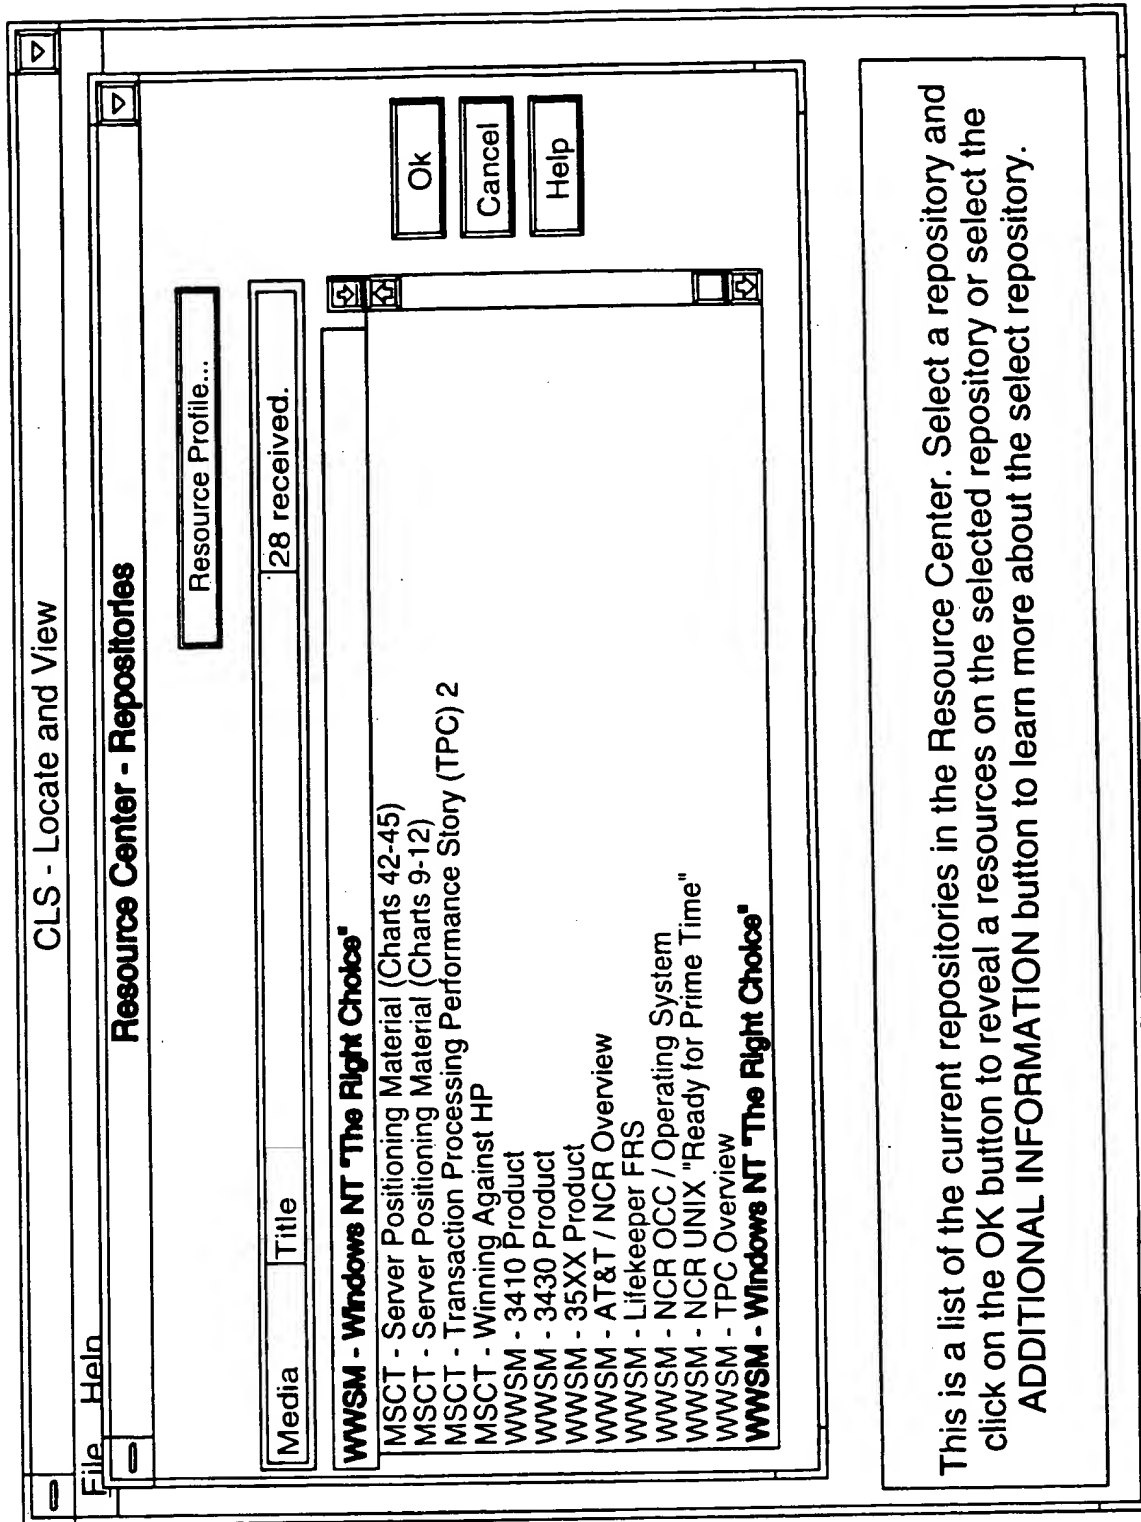 CLS - Locate and View
File Help
Resource Center - Repositories
Resource Profile...
Media Title 28 received.
WWSM - Windows NT "The Right Choice"
MSCT - Server Positioning Material (Charts 42-45)
MSCT - Server Positioning Material (Charts 9-12)
MSCT - Transaction Processing Performance Story (TPC) 2
MSCT - Winning Against HP
WWSM - 3410 Product
WWSM - 3430 Product
WWSM - 35XX Product
WWSM - AT&T / NCR Overview
WWSM - Lifekeeper FRS
WWSM - NCR OCC / Operating System
WWSM - NCR UNIX "Ready for Prime Time"
WWSM - TPC Overview
WWSM - Windows NT "The Right Choice"
Ok
Cancel
Help
This is a list of the current repositories in the Resource Center. Select a repository and
click on the OK button to reveal a resources on the selected repository or select the
ADDITIONAL INFORMATION button to learn more about the select repository.